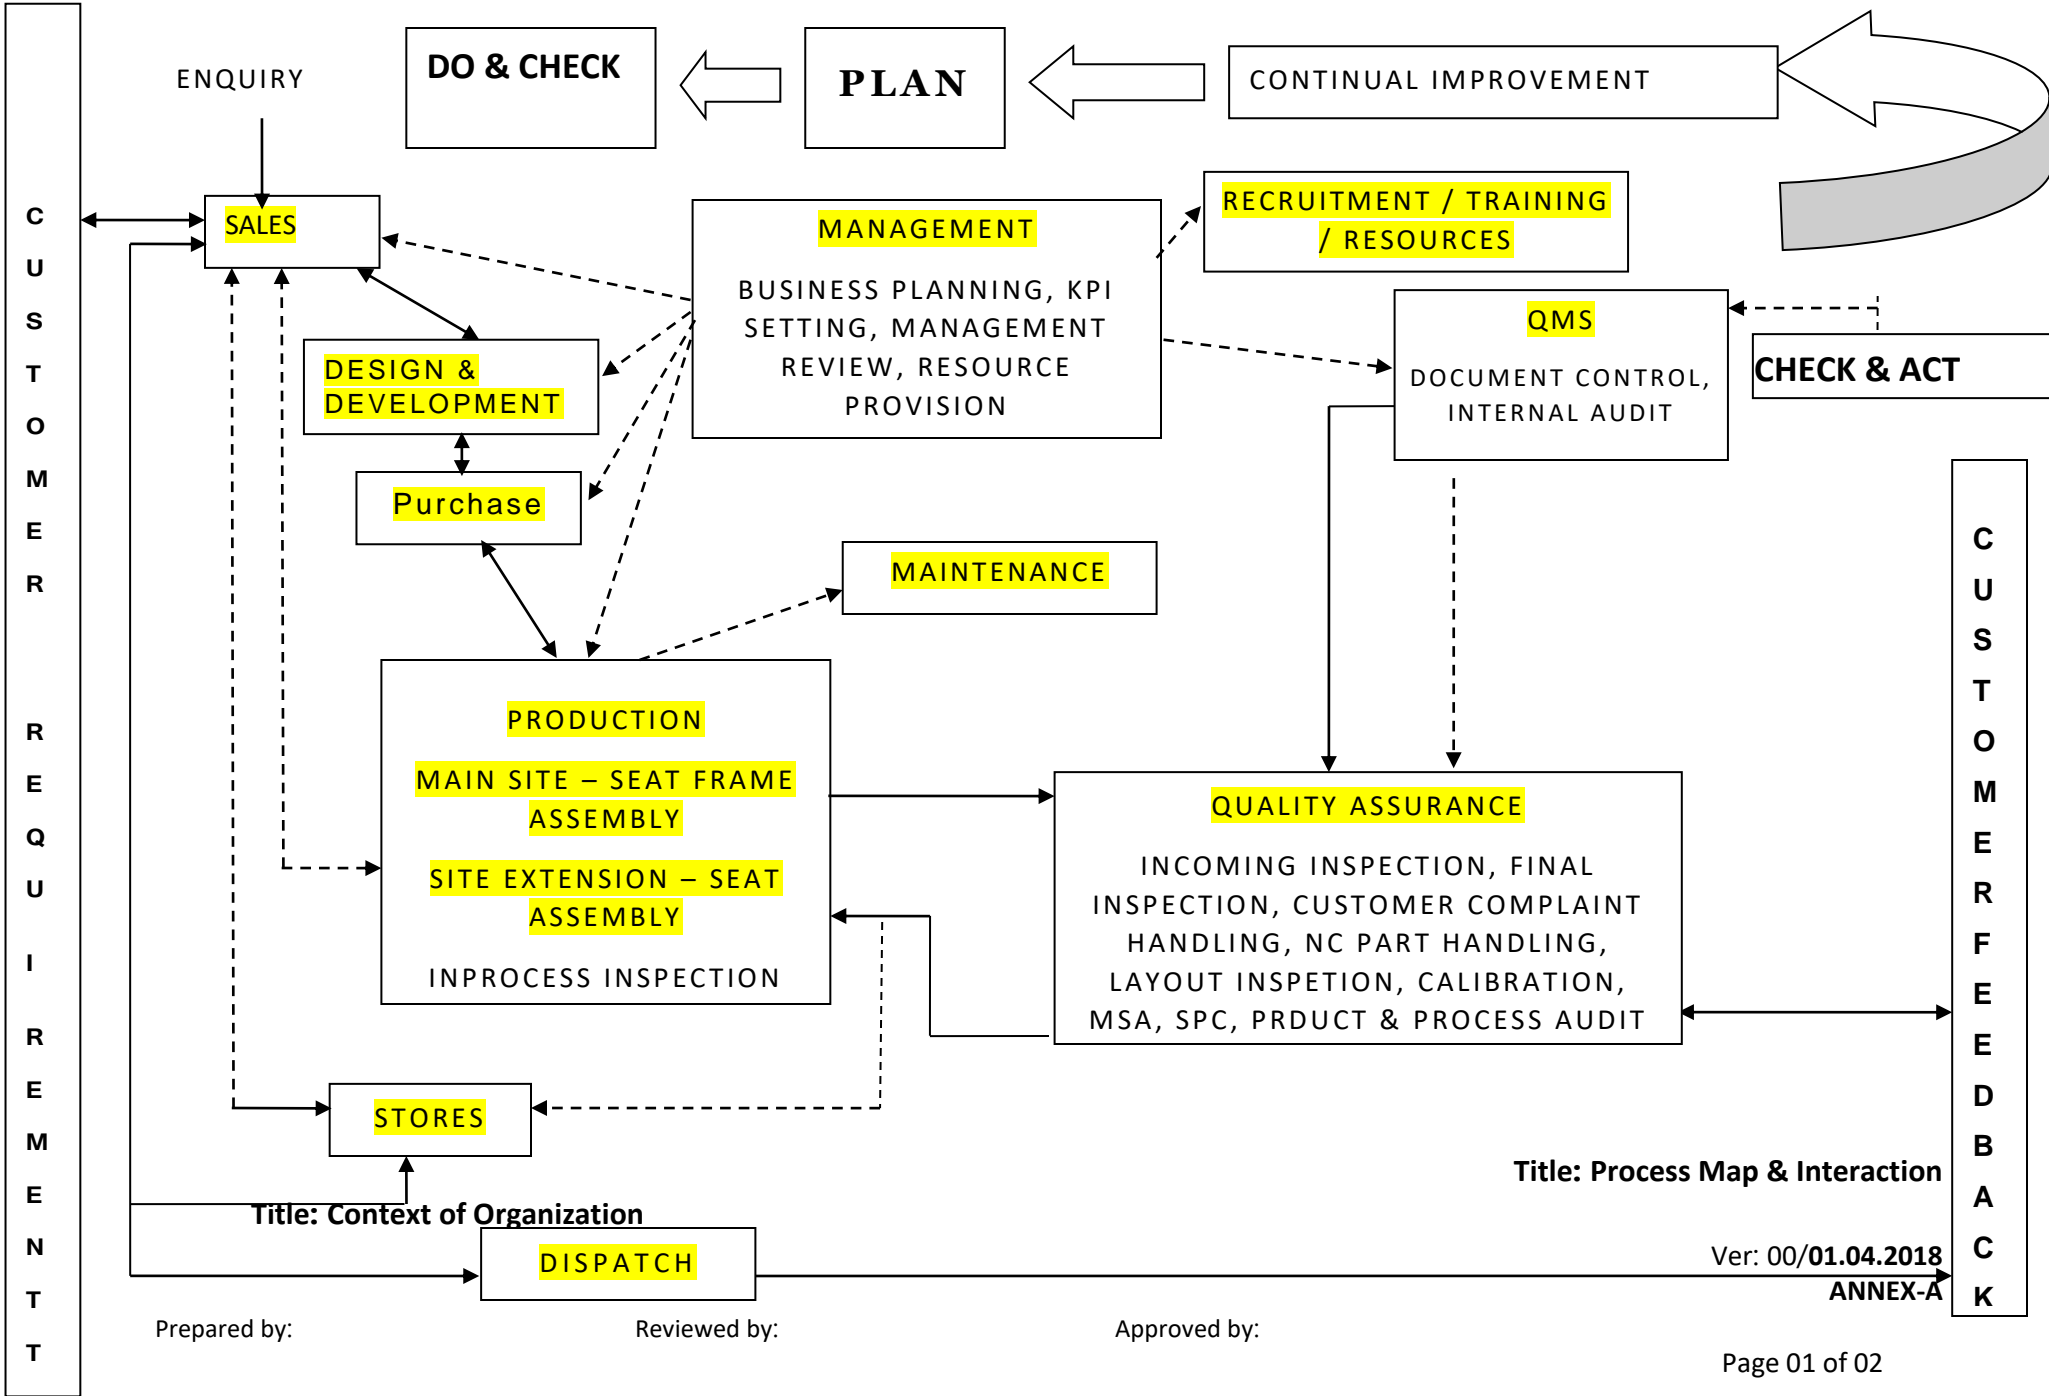 CUSTOMER REQUIREMENTT
ENQUIRY
DO & CHECK
PLAN
CONTINUAL IMPROVEMENT
SALES
MANAGEMENT
BUSINESS PLANNING, KPI
SETTING, MANAGEMENT
REVIEW, RESOURCE
PROVISION
RECRUITMENT / TRAINING
/ RESOURCES
QMS
DOCUMENT CONTROL,
INTERNAL AUDIT
CHECK & ACT
DESIGN &
DEVELOPMENT
Purchase
MAINTENANCE
PRODUCTION
MAIN SITE – SEAT FRAME
ASSEMBLY
SITE EXTENSION – SEAT
ASSEMBLY
INPROCESS INSPECTION
QUALITY ASSURANCE
INCOMING INSPECTION, FINAL
INSPECTION, CUSTOMER COMPLAINT
HANDLING, NC PART HANDLING,
LAYOUT INSPETION, CALIBRATION,
MSA, SPC, PRDUCT & PROCESS AUDIT
CUSTOMERFEEDBACK
STORES
Title: Process Map & Interaction
Title: Context of Organization
DISPATCH
Ver: 00/01.04.2018
ANNEX-A
Prepared by:
Reviewed by:
Approved by:
Page 01 of 02